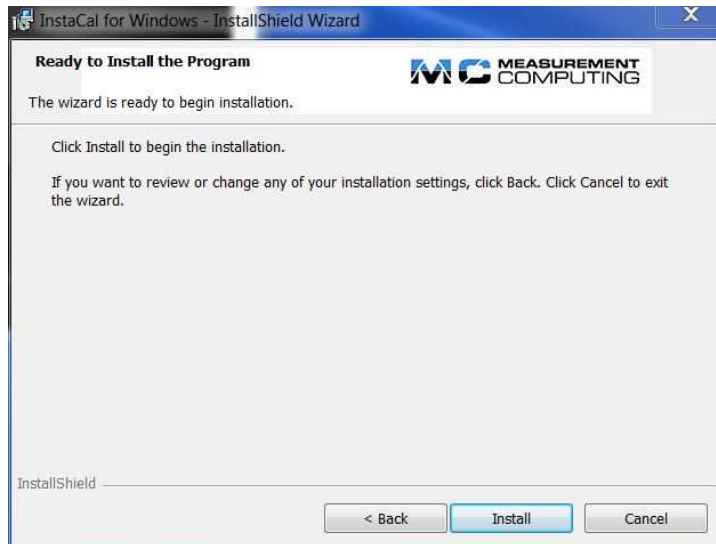 InstaCal for Windows - InstallShield Wizard
Ready to Install the Program
MC MEASUREMENT
COMPUTING
The wizard is ready to begin installation.
Click Install to begin the installation.
If you want to review or change any of your installation settings, click Back. Click Cancel to exit
the wizard.
InstallShield
< Back Install Cancel